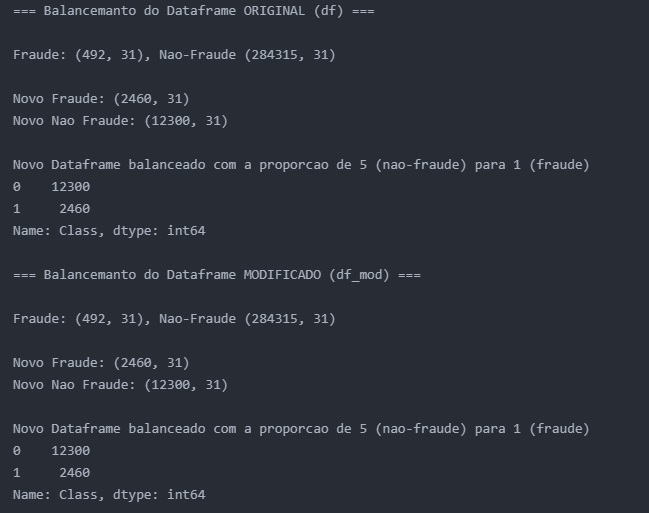 === Balancemanto do Dataframe ORIGINAL (df) ===
Fraude: (492, 31), Nao-Fraude (284315, 31)
Novo Fraude: (2460, 31)
Novo Nao Fraude: (12300, 31)
Novo Dataframe balanceado com a proporcao de 5 (nao-fraude) para 1 (fraude)
0    12300
1     2460
Name: Class, dtype: int64
=== Balancemanto do Dataframe MODIFICADO (df_mod) ===
Fraude: (492, 31), Nao-Fraude (284315, 31)
Novo Fraude: (2460, 31)
Novo Nao Fraude: (12300, 31)
Novo Dataframe balanceado com a proporcao de 5 (nao-fraude) para 1 (fraude)
0    12300
1     2460
Name: Class, dtype: int64